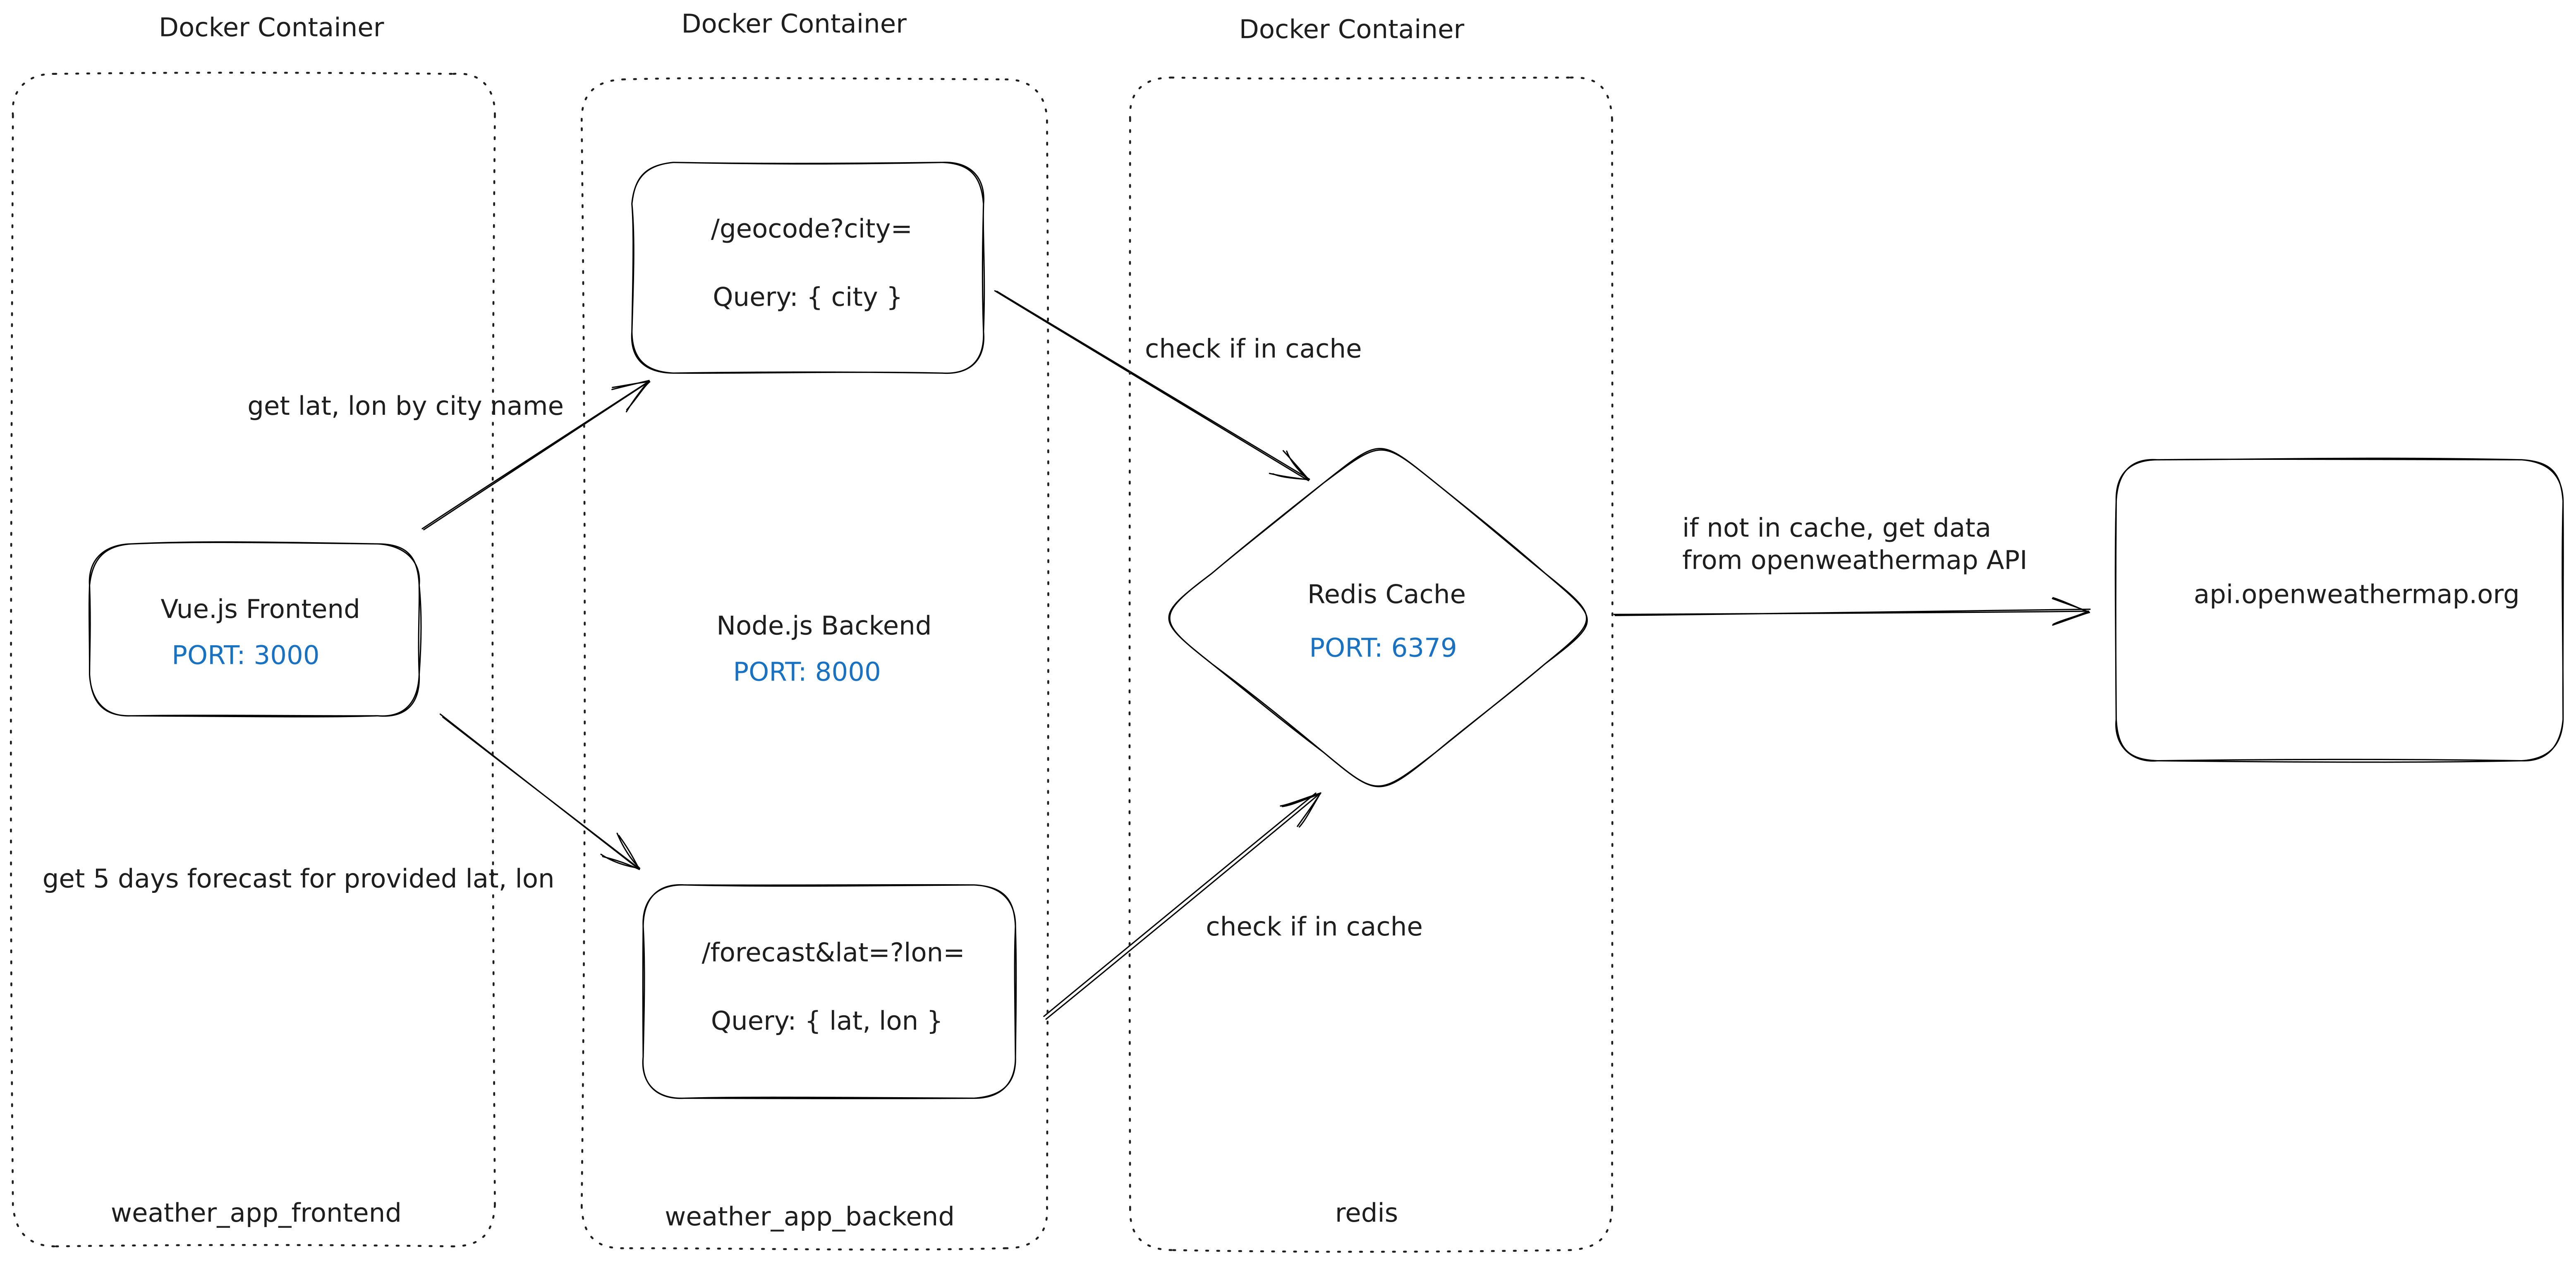 Docker Container
Docker Container
Docker Container
/geocode?city=
Query: { city }
check if in cache
get lat, lon by city name
if not in cache, get data
from openweathermap API
Vue.js Frontend
PORT: 3000
Node.js Backend
PORT: 8000
Redis Cache
PORT: 6379
api.openweathermap.org
get 5 days forecast for provided lat, lon
check if in cache
/forecast&lat=?lon=
Query: { lat, lon }
weather_app_frontend
weather_app_backend
redis